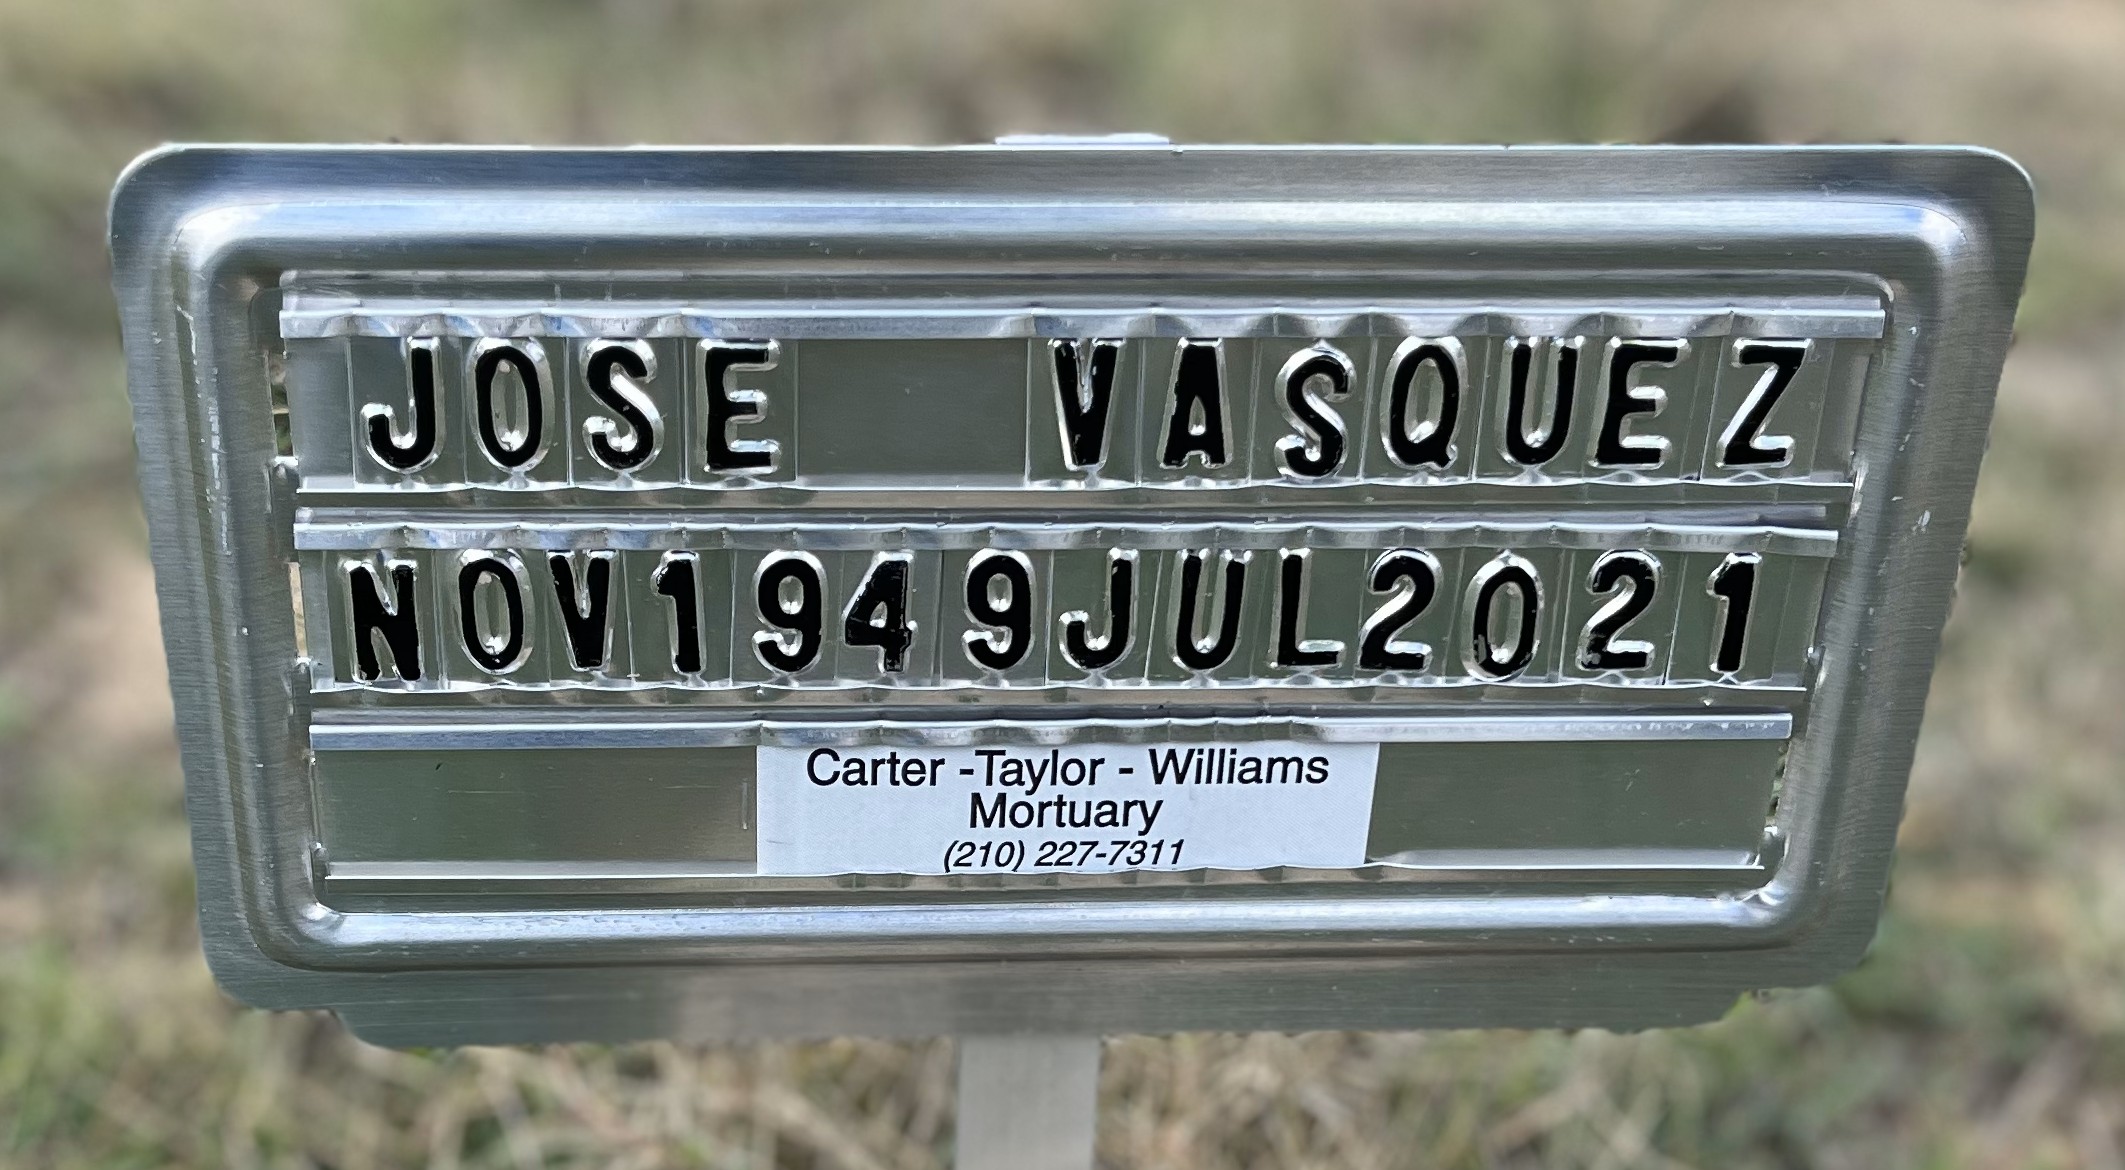 JOSE VASQUEZ
NOV1949JUL2021
Carter -Taylor - Williams
Mortuary
(210) 227-7311